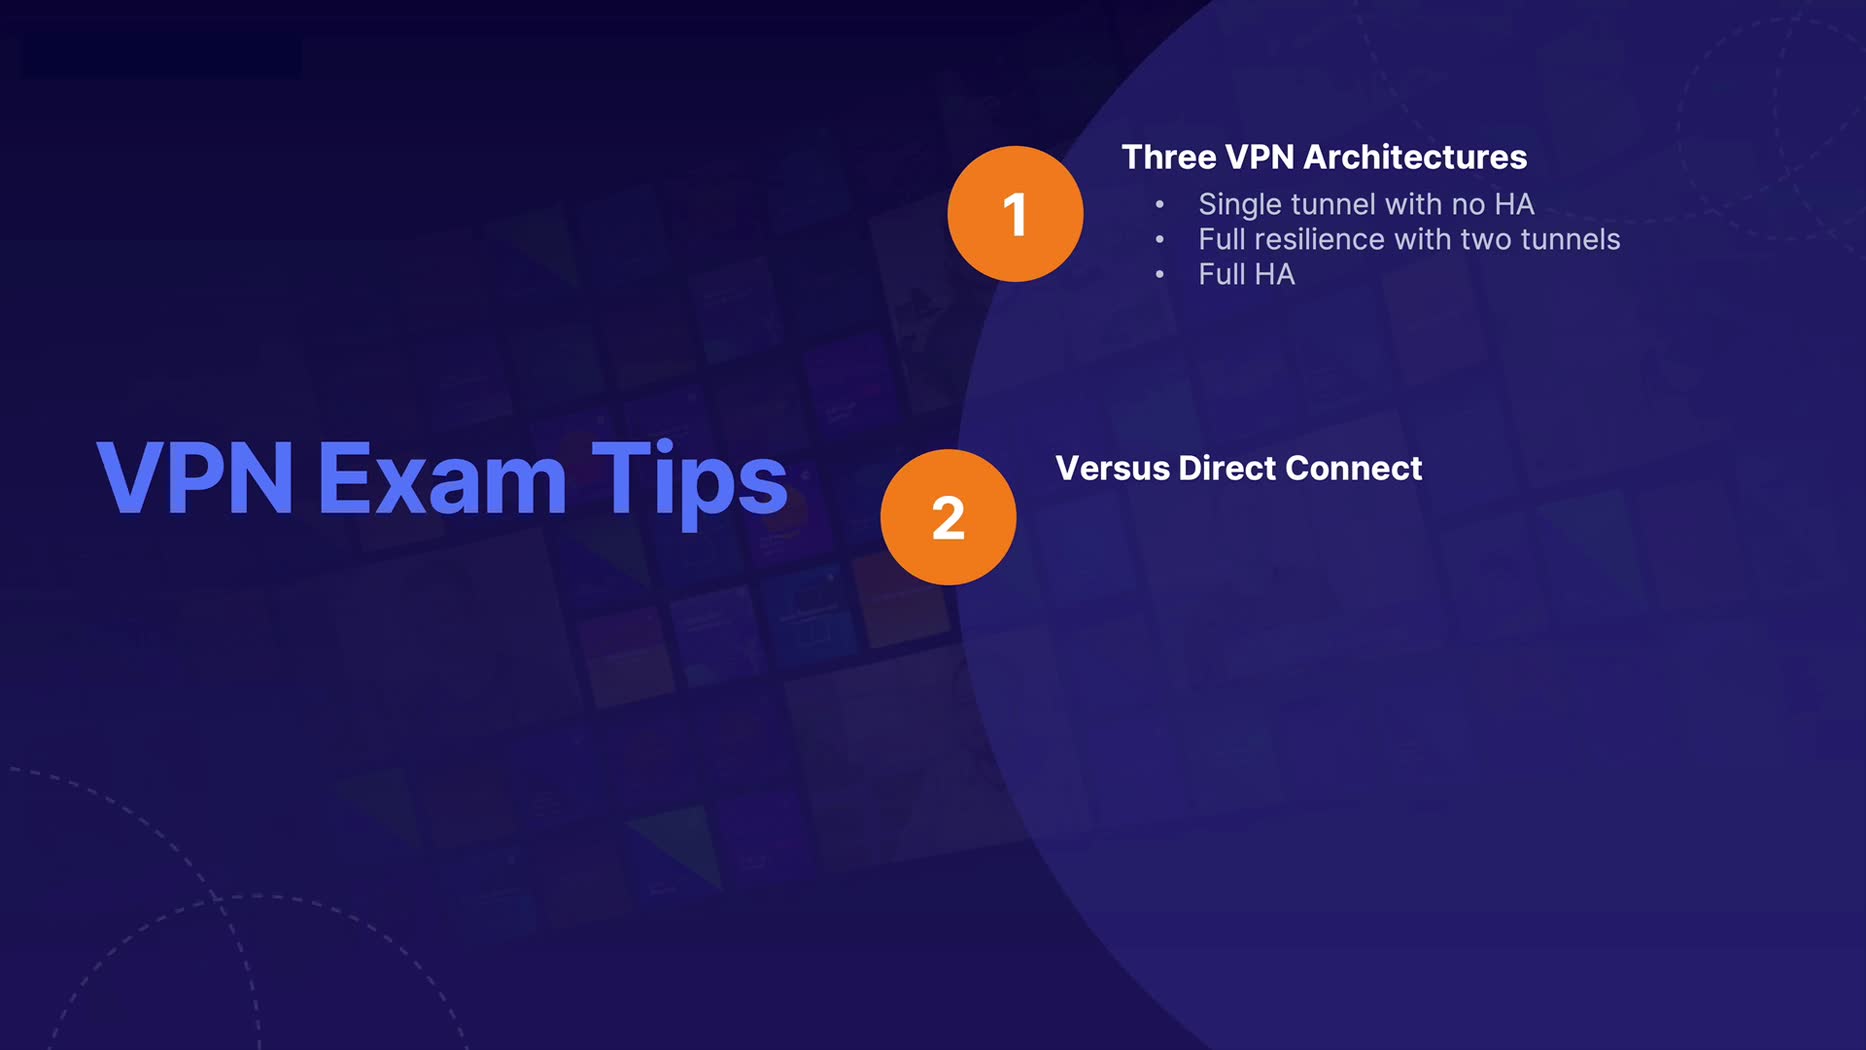 VPN Exam Tips
1
Three VPN Architectures
• Single tunnel with no HA
• Full resilience with two tunnels
• Full HA
2
Versus Direct Connect